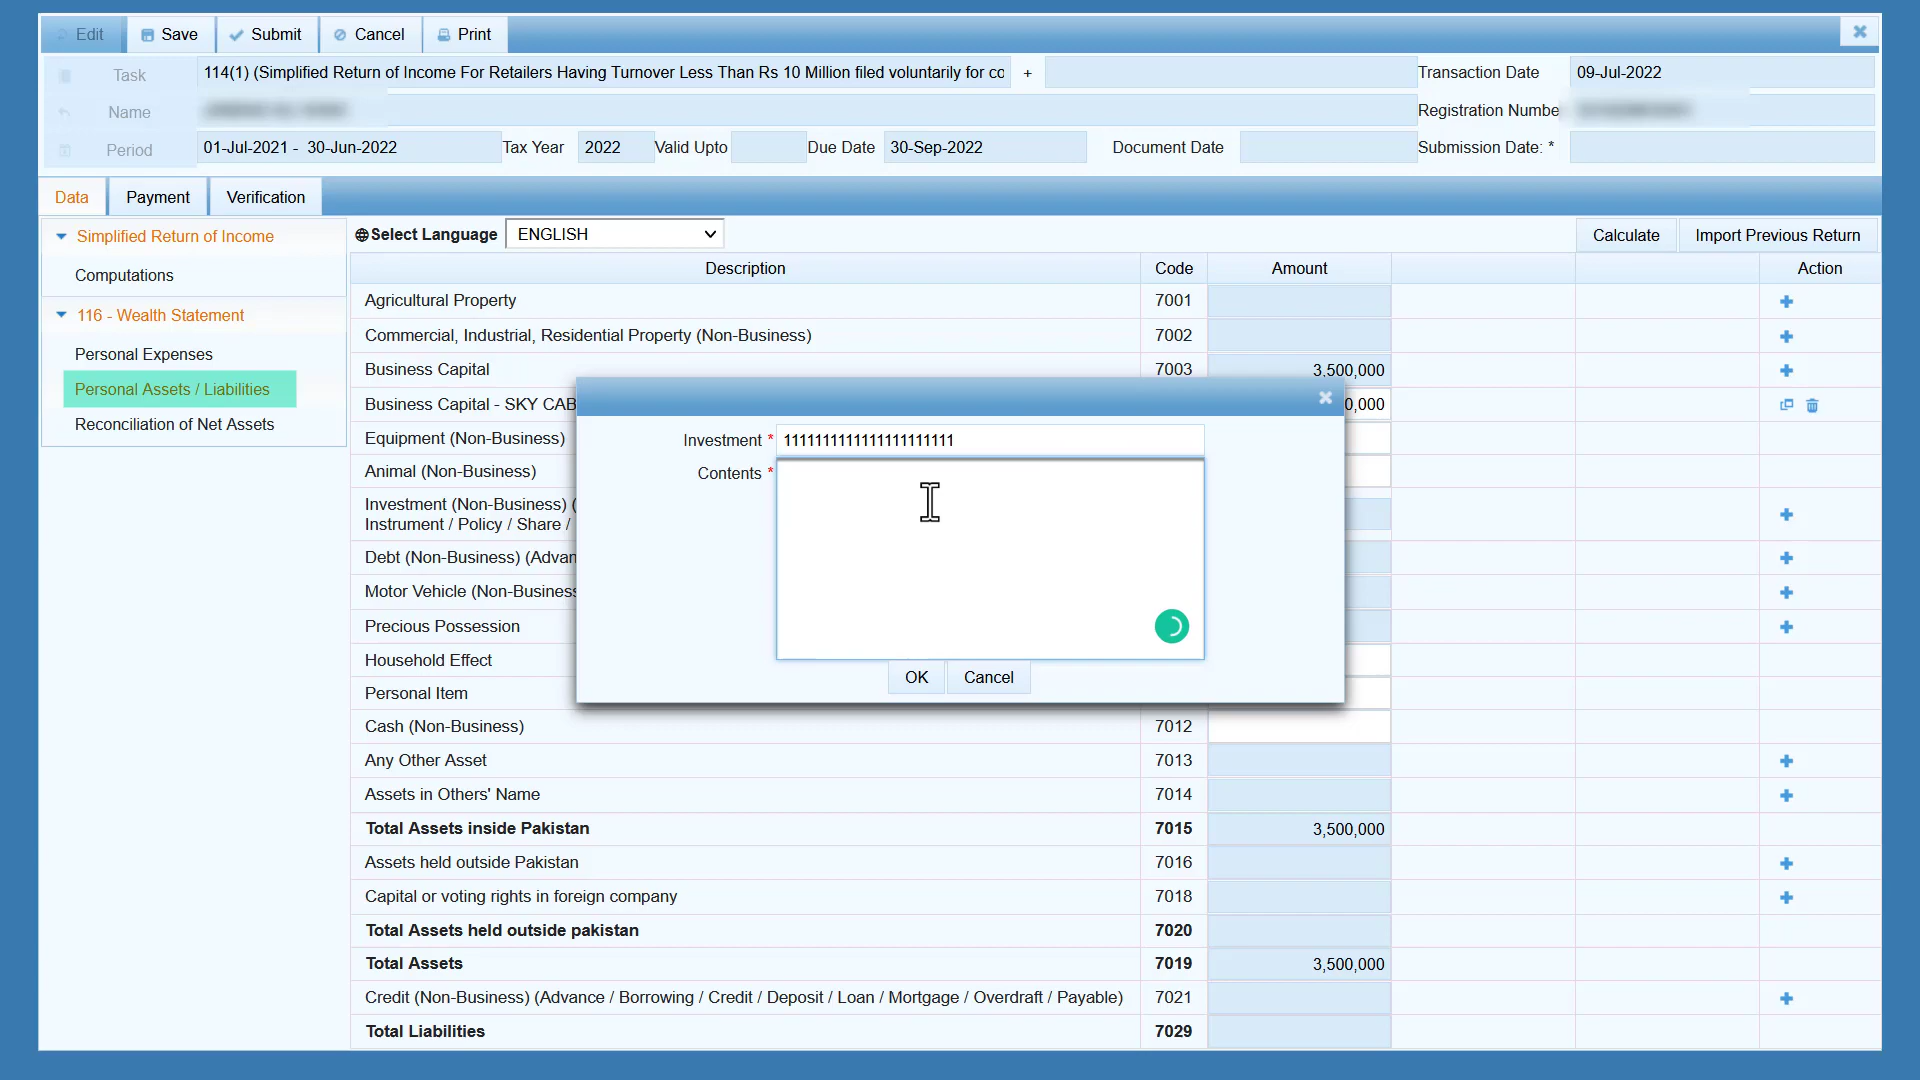 Edit Save Submit Cancel Print
Task 114(1) (Simplified Return of Income For Retailers Having Turnover Less Than Rs 10 Million filed voluntarily for co + Transaction Date 09-Jul-2022
Name Registration Numbe
Period 01-Jul-2021 - 30-Jun-2022 Tax Year 2022 Valid Upto Due Date 30-Sep-2022 Document Date Submission Date: *
Data Payment Verification
Simplified Return of Income
Computations
116 - Wealth Statement
Personal Expenses
Personal Assets / Liabilities
Reconciliation of Net Assets
Select Language ENGLISH Calculate Import Previous Return
Description Code Amount Action
Agricultural Property 7001
Commercial, Industrial, Residential Property (Non-Business) 7002
Business Capital 7003 3,500,000
Business Capital - SKY CAB 0,000
Equipment (Non-Business)
Animal (Non-Business)
Investment (Non-Business) (
Instrument / Policy / Share /
Debt (Non-Business) (Advan
Motor Vehicle (Non-Business
Precious Possession
Household Effect
Personal Item
Investment * 1111111111111111111111
Contents *
OK Cancel
Cash (Non-Business) 7012
Any Other Asset 7013
Assets in Others' Name 7014
Total Assets inside Pakistan 7015 3,500,000
Assets held outside Pakistan 7016
Capital or voting rights in foreign company 7018
Total Assets held outside pakistan 7020
Total Assets 7019 3,500,000
Credit (Non-Business) (Advance / Borrowing / Credit / Deposit / Loan / Mortgage / Overdraft / Payable) 7021
Total Liabilities 7029